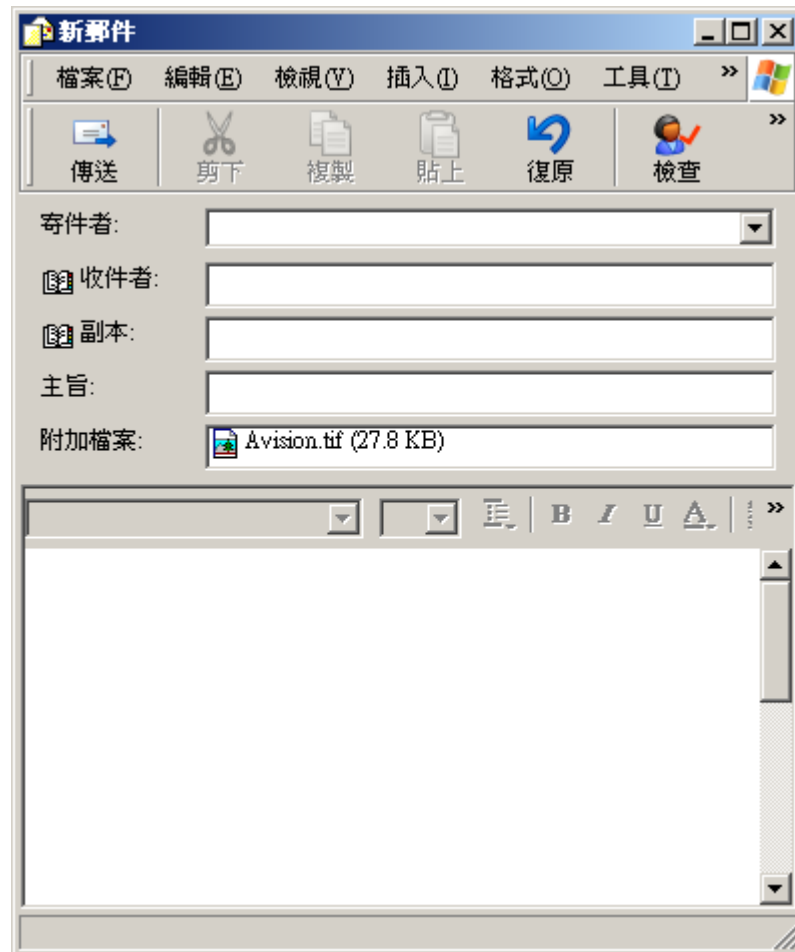 新郵件
檔案(F) 編輯(E) 檢視(V) 插入(I) 格式(O) 工具(T) »
傳送 剪下 複製 貼上 復原 檢查 »
寄件者:
收件者:
副本:
主旨:
附加檔案: Avision.tif (27.8 KB)
B I U A »